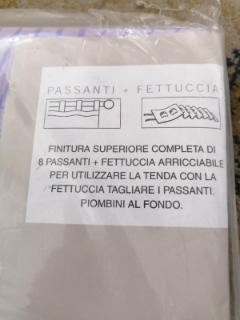 PASSANTI + FETTUCCIA
FINITURA SUPERIORE COMPLETA DI
8 PASSANTI + FETTUCCIA ARRICCIABILE
PER UTILIZZARE LA TENDA CON LA
FETTUCCIA TAGLIARE I PASSANTI.
PIOMBINI AL FONDO.